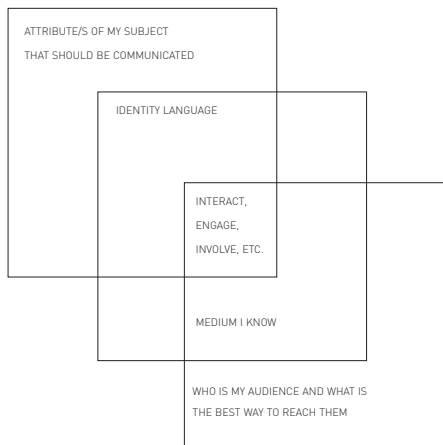 ATTRIBUTE/S OF MY SUBJECT
THAT SHOULD BE COMMUNICATED
IDENTITY LANGUAGE
INTERACT,
ENGAGE,
INVOLVE, ETC.
MEDIUM I KNOW
WHO IS MY AUDIENCE AND WHAT IS
THE BEST WAY TO REACH THEM